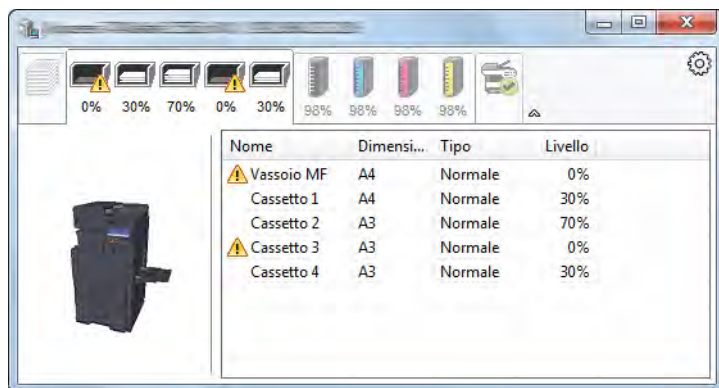 0% 30% 70% 0% 30% 98% 98% 98% 98%
Nome Dimensi... Tipo Livello
Vassoio MF A4 Normale 0%
Cassetto 1 A4 Normale 30%
Cassetto 2 A3 Normale 70%
Cassetto 3 A3 Normale 0%
Cassetto 4 A3 Normale 30%